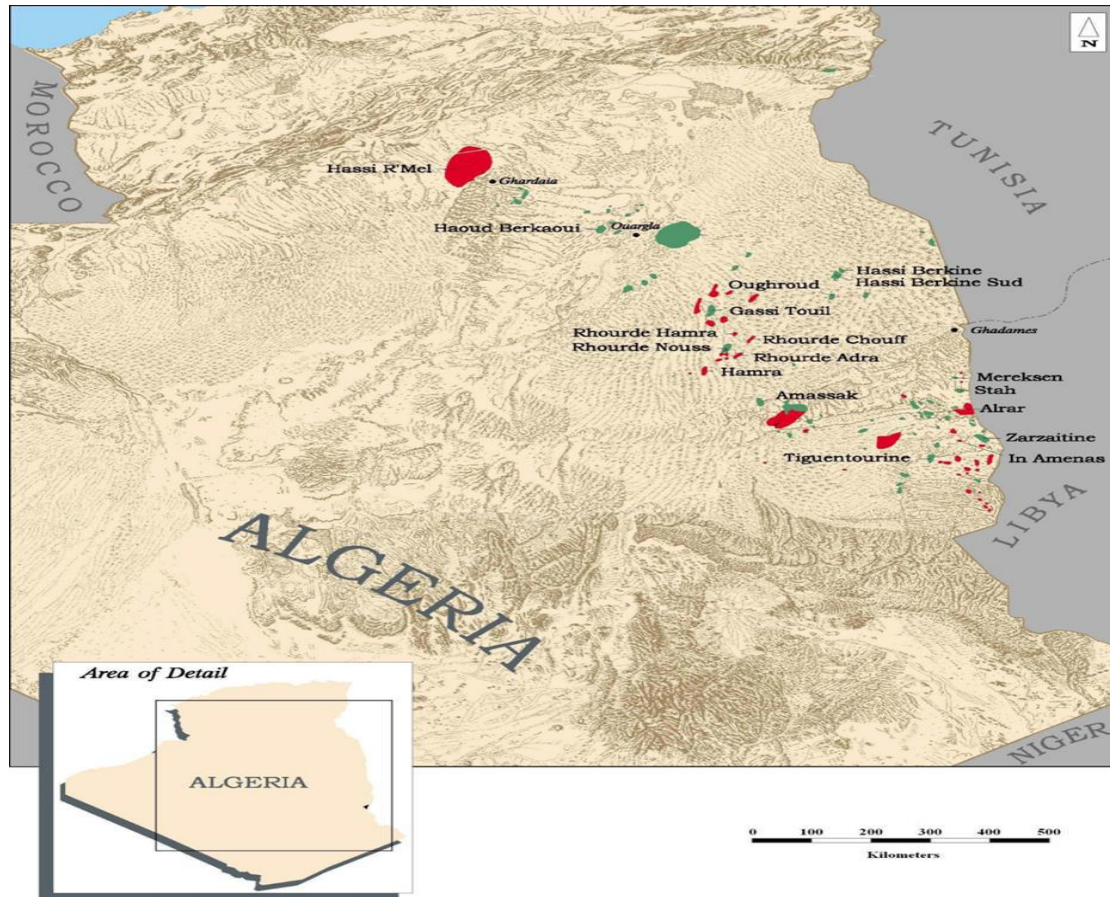 N
MOROCCO
TUNISIA
Hassi R'Mel
Ghardaia
Haoud Berkaoui
Ouargla
Hassi Berkine
Hassi Berkine Sud
Oughroud
Gassi Touil
Ghadames
Rhourde Hamra
Rhourde Chouff
Rhourde Nouss
Rhourde Adra
Hamra
Mereksen
Stah
Amassak
Alrar
Zarzaitine
Tiguentourine
In Amenas
LIBYA
ALGERIA
NIGER
Area of Detail
ALGERIA
0 100 200 300 400 500
Kilometers